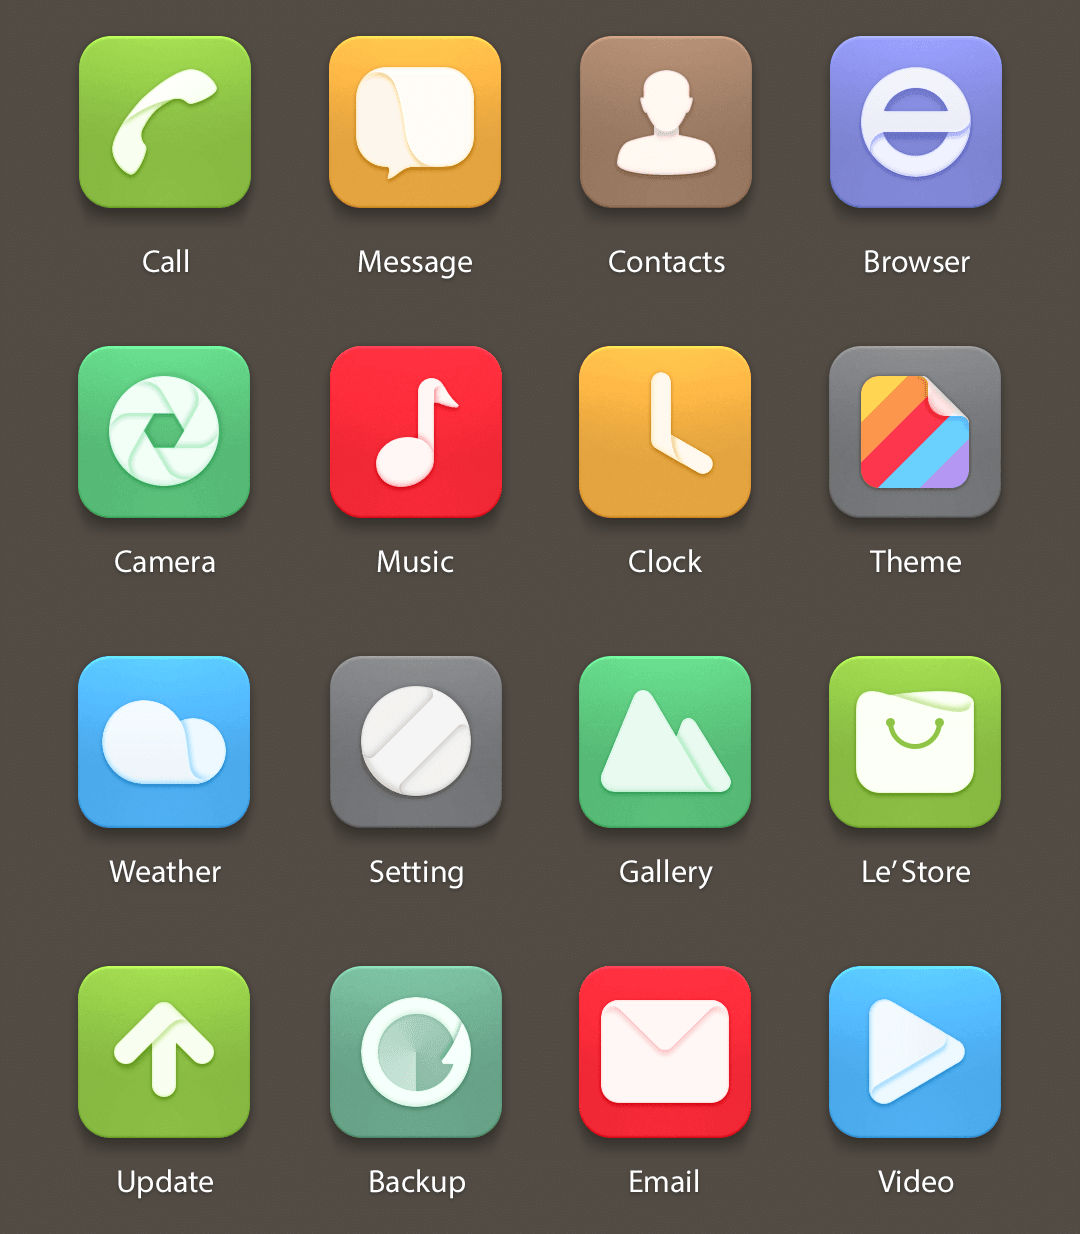 Call
Message
Contacts
Browser
Camera
Music
Clock
Theme
Weather
Setting
Gallery
Le’ Store
Update
Backup
Email
Video